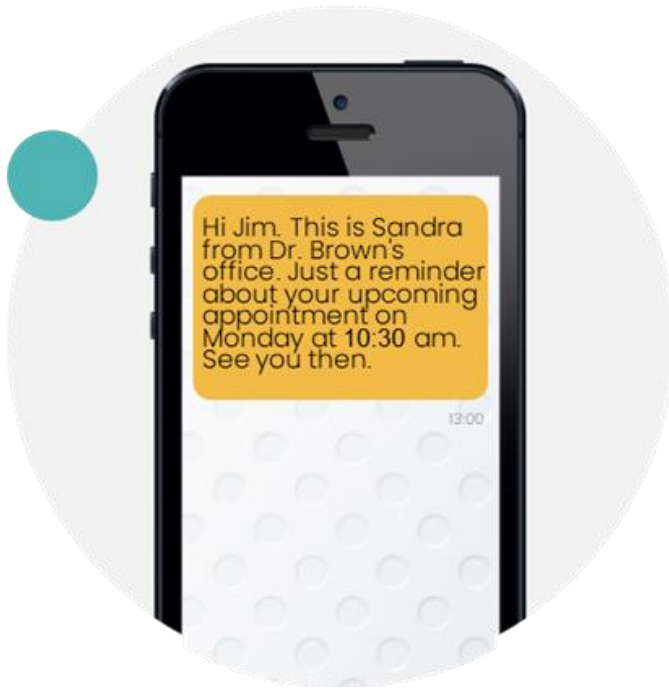 Hi Jim. This is Sandra
from Dr. Brown's
office. Just a reminder
about your upcoming
appointment on
Monday at 10:30 am.
See you then.
13:00